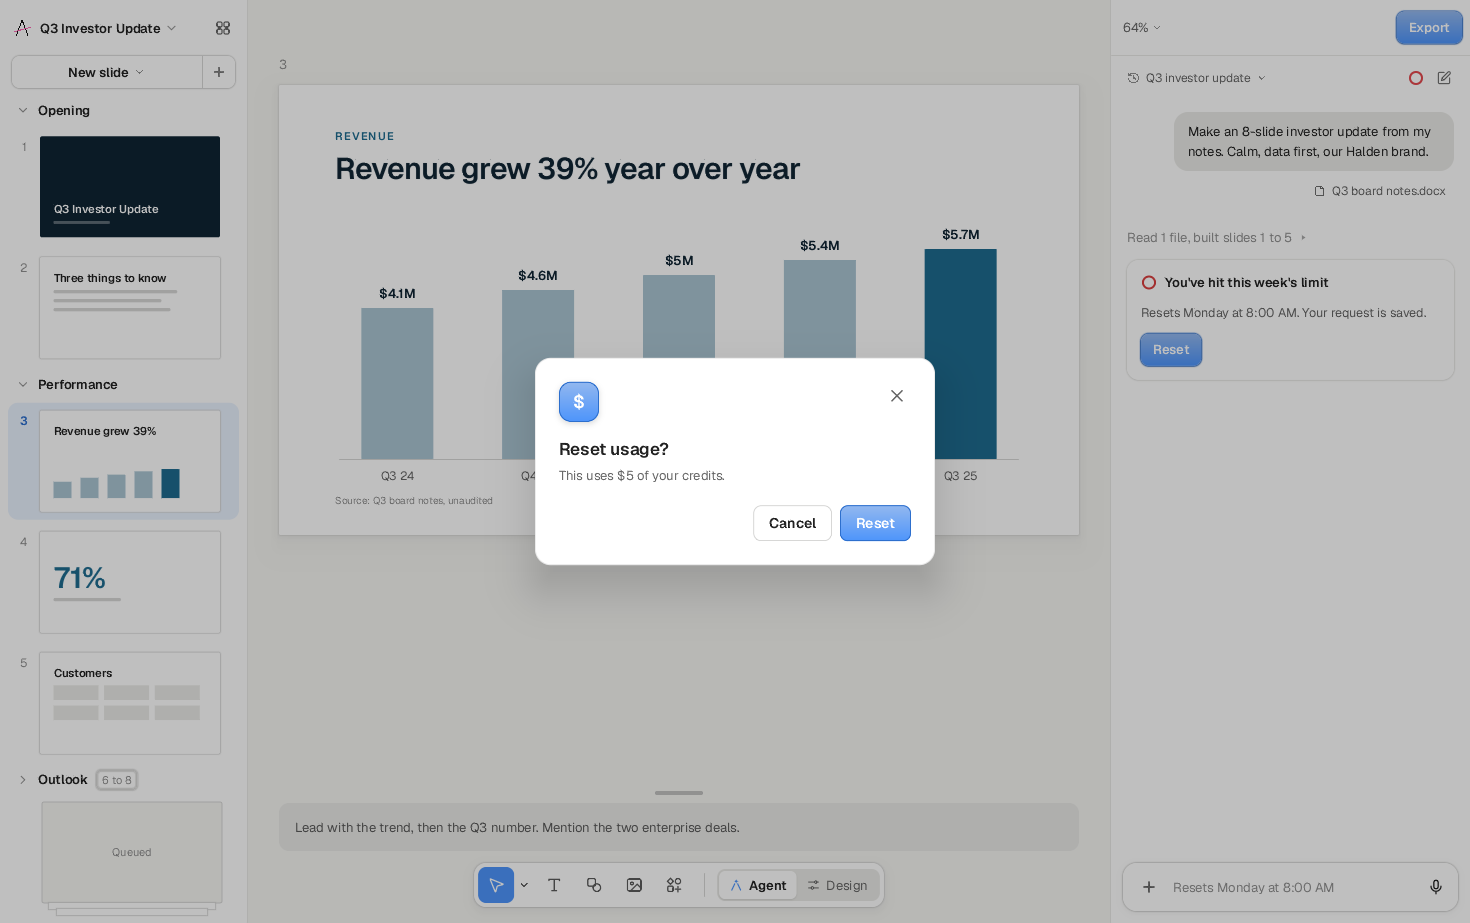 Q3 Investor Update
New slide
Opening
1
Q3 Investor Update
2
Three things to know
Performance
3
Revenue grew 39%
4
71%
5
Customers
Outlook
6 to 8
Queued
3
REVENUE
Revenue grew 39% year over year
$4.1M
$4.6M
$5M
$5.4M
$5.7M
Q3 24
Q4
Q3 25
Source: Q3 board notes, unaudited
$
Reset usage?
This uses $5 of your credits.
Cancel
Reset
Lead with the trend, then the Q3 number. Mention the two enterprise deals.
Agent
Design
64%
Export
Q3 investor update
Make an 8-slide investor update from my
notes. Calm, data first, our Halden brand.
Q3 board notes.docx
Read 1 file, built slides 1 to 5
You've hit this week's limit
Resets Monday at 8:00 AM. Your request is saved.
Reset
Resets Monday at 8:00 AM